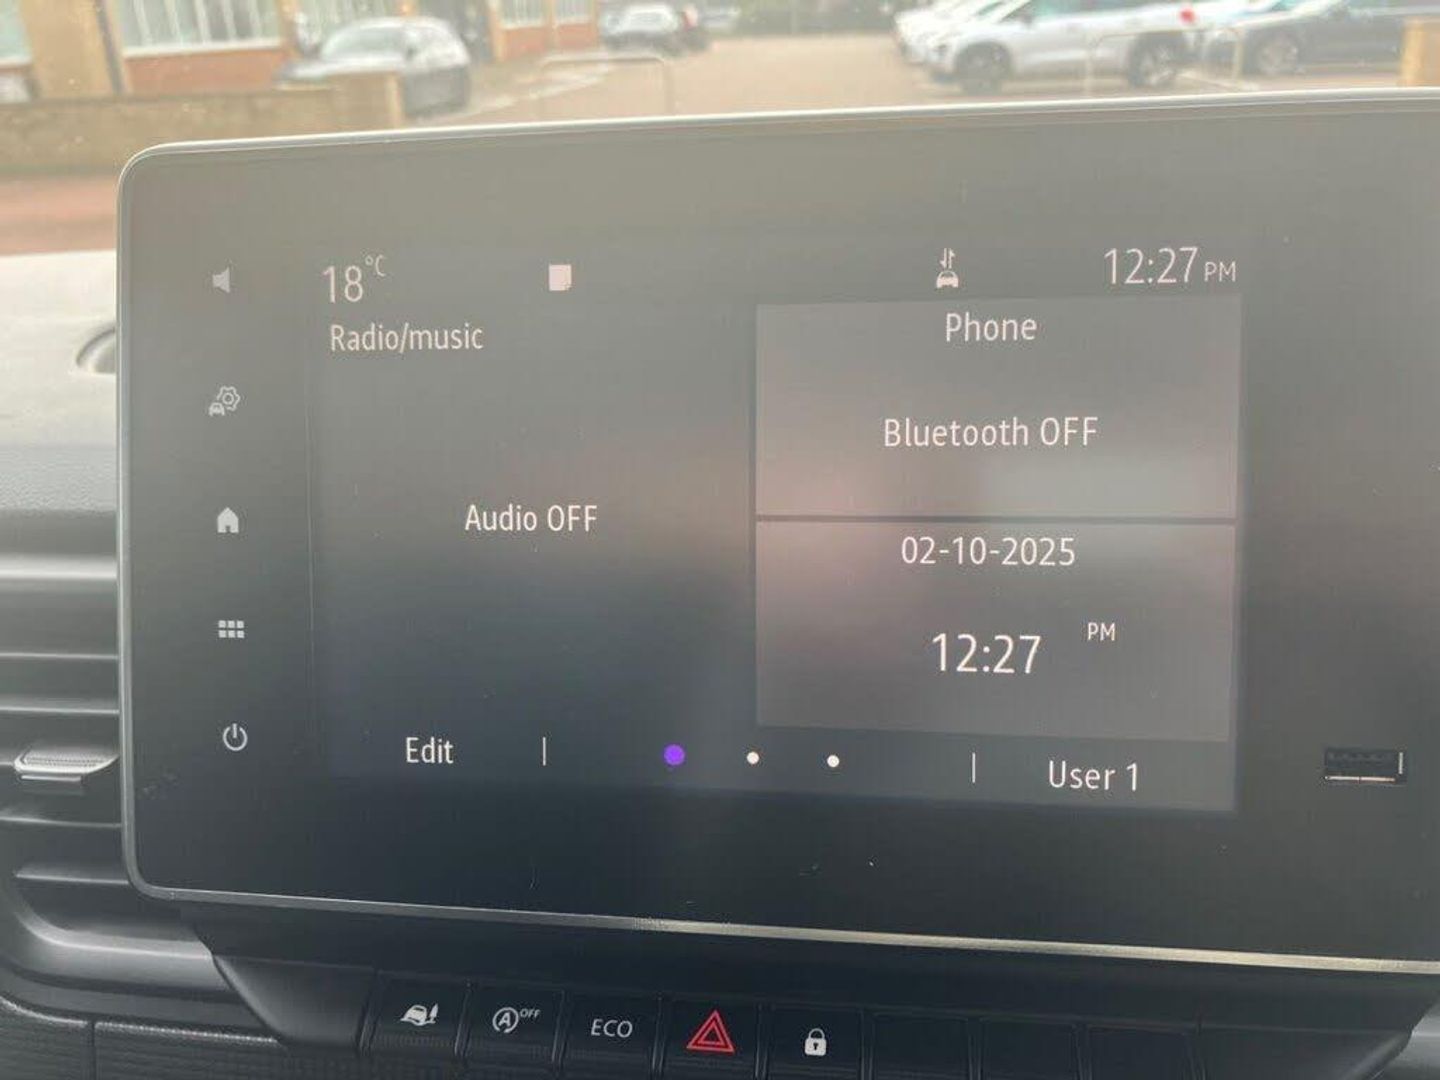 18°C
12:27 PM
Radio/music
Phone
Bluetooth OFF
Audio OFF
02-10-2025
12:27 PM
Edit
User 1
A OFF
ECO